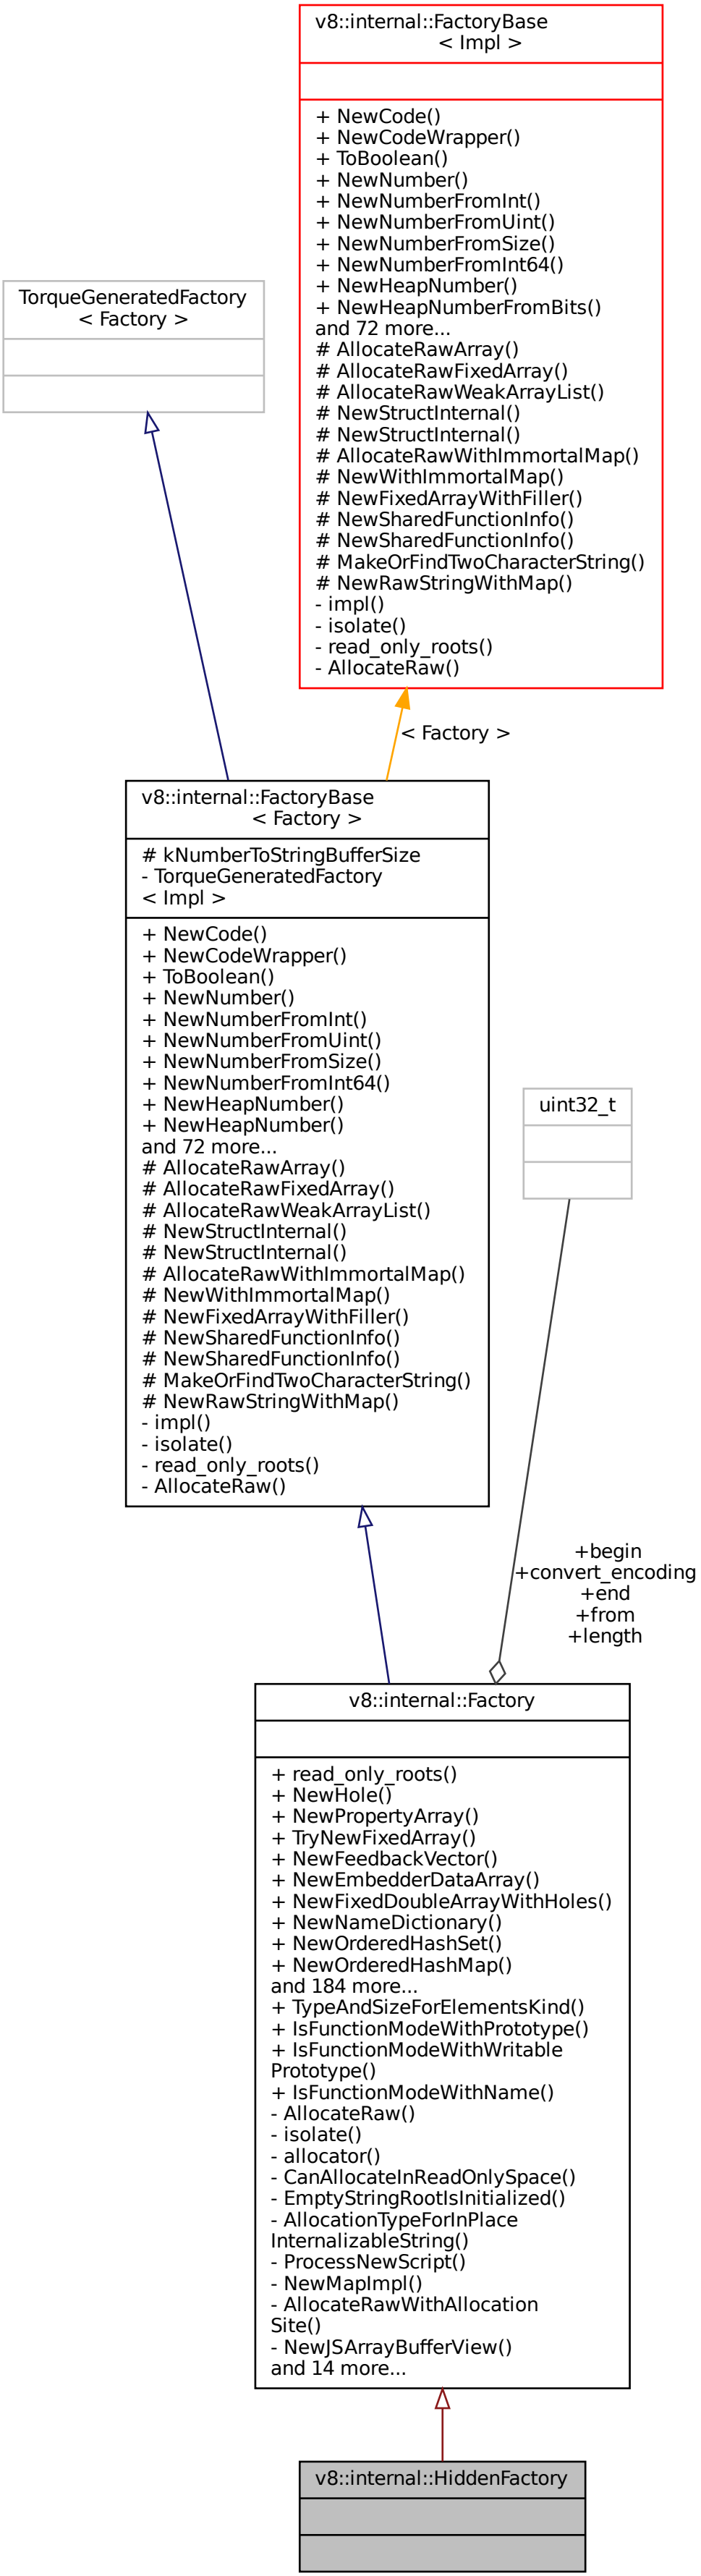 v8::internal::FactoryBase
< Impl >
+ NewCode()
+ NewCodeWrapper()
+ ToBoolean()
+ NewNumber()
+ NewNumberFromInt()
+ NewNumberFromUint()
+ NewNumberFromSize()
+ NewNumberFromInt64()
+ NewHeapNumber()
+ NewHeapNumberFromBits()
and 72 more...
# AllocateRawArray()
# AllocateRawFixedArray()
# AllocateRawWeakArrayList()
# NewStructInternal()
# NewStructInternal()
# AllocateRawWithImmortalMap()
# NewWithImmortalMap()
# NewFixedArrayWithFiller()
# NewSharedFunctionInfo()
# NewSharedFunctionInfo()
# MakeOrFindTwoCharacterString()
# NewRawStringWithMap()
- impl()
- isolate()
- read_only_roots()
- AllocateRaw()
TorqueGeneratedFactory
< Factory >
< Factory >
v8::internal::FactoryBase
< Factory >
# kNumberToStringBufferSize
- TorqueGeneratedFactory
< Impl >
+ NewCode()
+ NewCodeWrapper()
+ ToBoolean()
+ NewNumber()
+ NewNumberFromInt()
+ NewNumberFromUint()
+ NewNumberFromSize()
+ NewNumberFromInt64()
+ NewHeapNumber()
+ NewHeapNumber()
and 72 more...
# AllocateRawArray()
# AllocateRawFixedArray()
# AllocateRawWeakArrayList()
# NewStructInternal()
# NewStructInternal()
# AllocateRawWithImmortalMap()
# NewWithImmortalMap()
# NewFixedArrayWithFiller()
# NewSharedFunctionInfo()
# NewSharedFunctionInfo()
# MakeOrFindTwoCharacterString()
# NewRawStringWithMap()
- impl()
- isolate()
- read_only_roots()
- AllocateRaw()
uint32_t
+begin
+convert_encoding
+end
+from
+length
v8::internal::Factory
+ read_only_roots()
+ NewHole()
+ NewPropertyArray()
+ TryNewFixedArray()
+ NewFeedbackVector()
+ NewEmbedderDataArray()
+ NewFixedDoubleArrayWithHoles()
+ NewNameDictionary()
+ NewOrderedHashSet()
+ NewOrderedHashMap()
and 184 more...
+ TypeAndSizeForElementsKind()
+ IsFunctionModeWithPrototype()
+ IsFunctionModeWithWritable
Prototype()
+ IsFunctionModeWithName()
- AllocateRaw()
- isolate()
- allocator()
- CanAllocateInReadOnlySpace()
- EmptyStringRootIsInitialized()
- AllocationTypeForInPlace
InternalizableString()
- ProcessNewScript()
- NewMapImpl()
- AllocateRawWithAllocation
Site()
- NewJSArrayBufferView()
and 14 more...
v8::internal::HiddenFactory